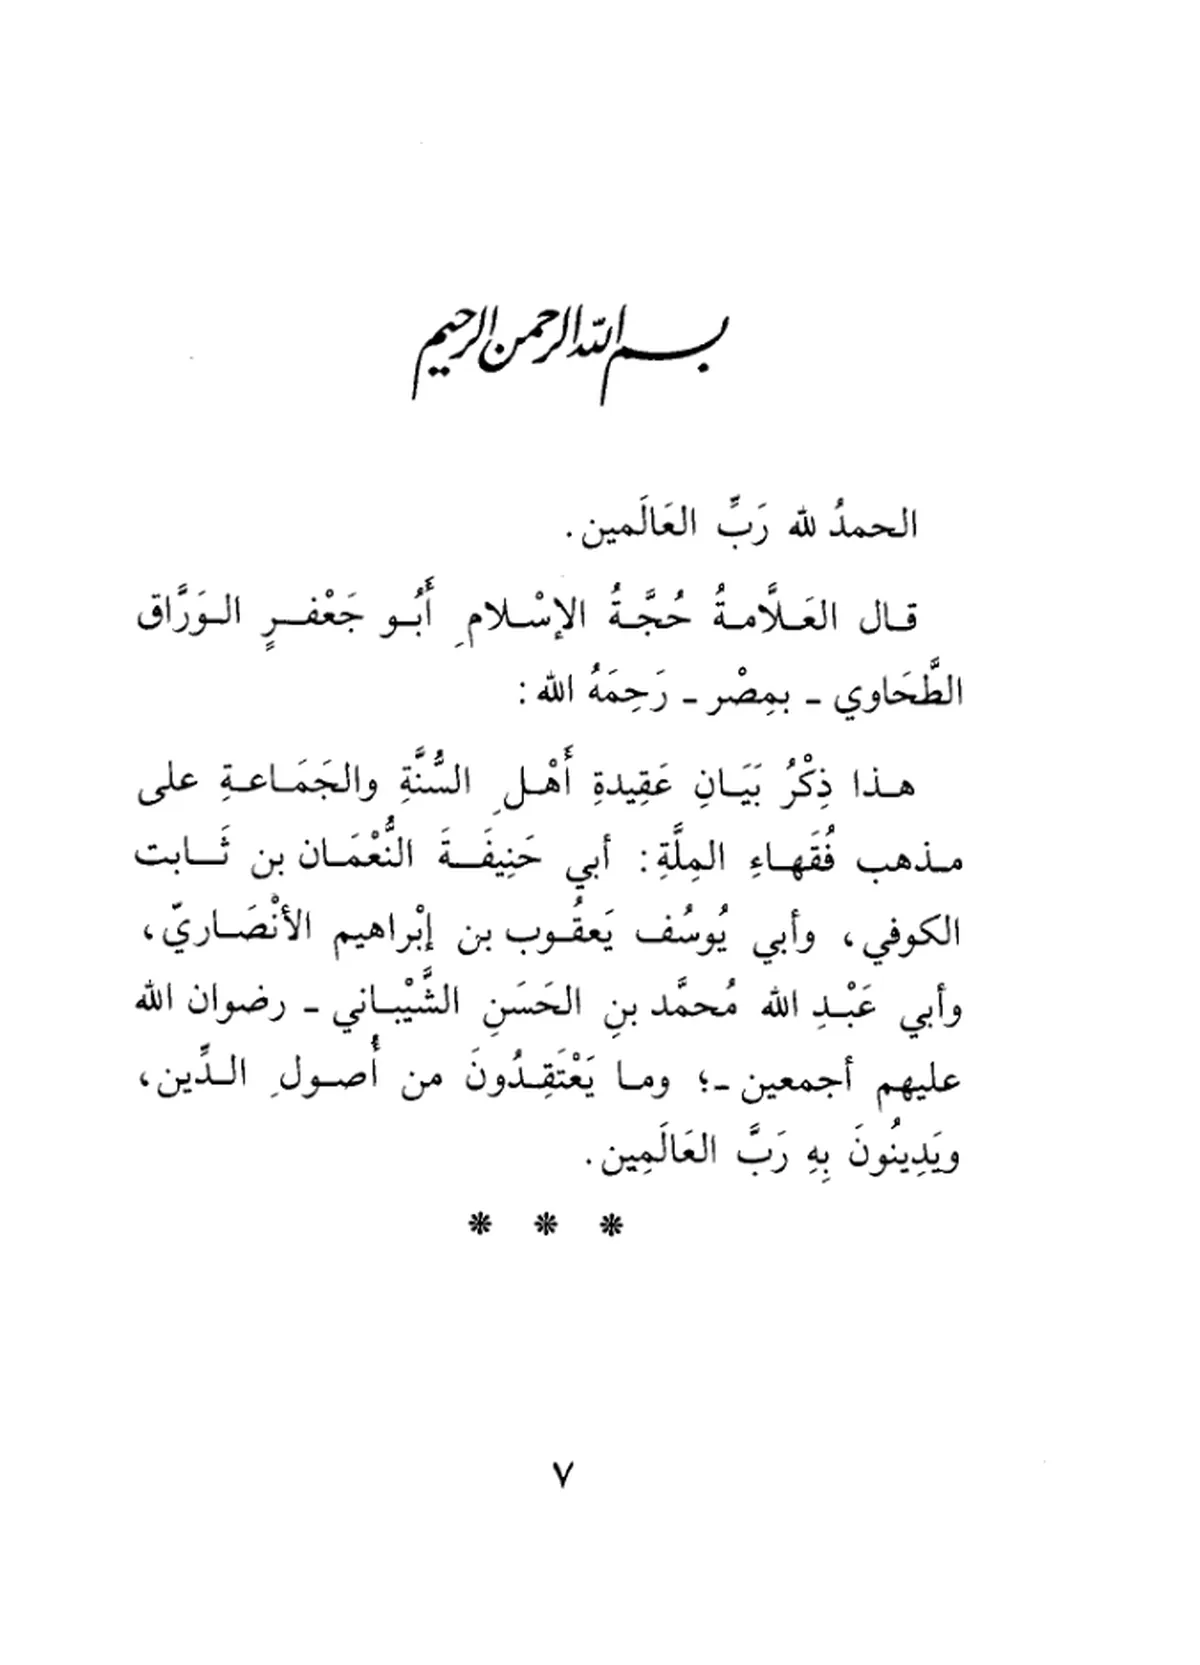 بسم الله الرحمن الرحيم
الحمدُ لله رَبِّ العَالَمين.
قال العَلَّامةُ حُجَّةُ الإسْلامِ أَبُو جَعْفرٍ الوَرَّاق
الطَّحَاوي ـ بمِصْر ـ رَحِمَهُ الله:
هذا ذِكْرُ بَيَانِ عَقِيدةِ أَهْلِ السُّنَّةِ والجَمَاعةِ على
مذهب فُقَهاءِ المِلَّةِ: أبي حَنِيفَةَ النُّعْمَان بن ثَابت
الكوفي، وأبي يُوسُف يَعقُوب بن إبْراهيم الأنْصَاريّ،
وأبي عَبْدِ الله مُحمَّد بنِ الحَسَنِ الشَّيْباني ـ رضوان الله
عليهم أجمعين ـ؛ وما يَعْتَقِدُونَ من أُصولِ الدِّين،
ويَدِينُونَ بِهِ رَبَّ العَالَمِين.
* * *
٧